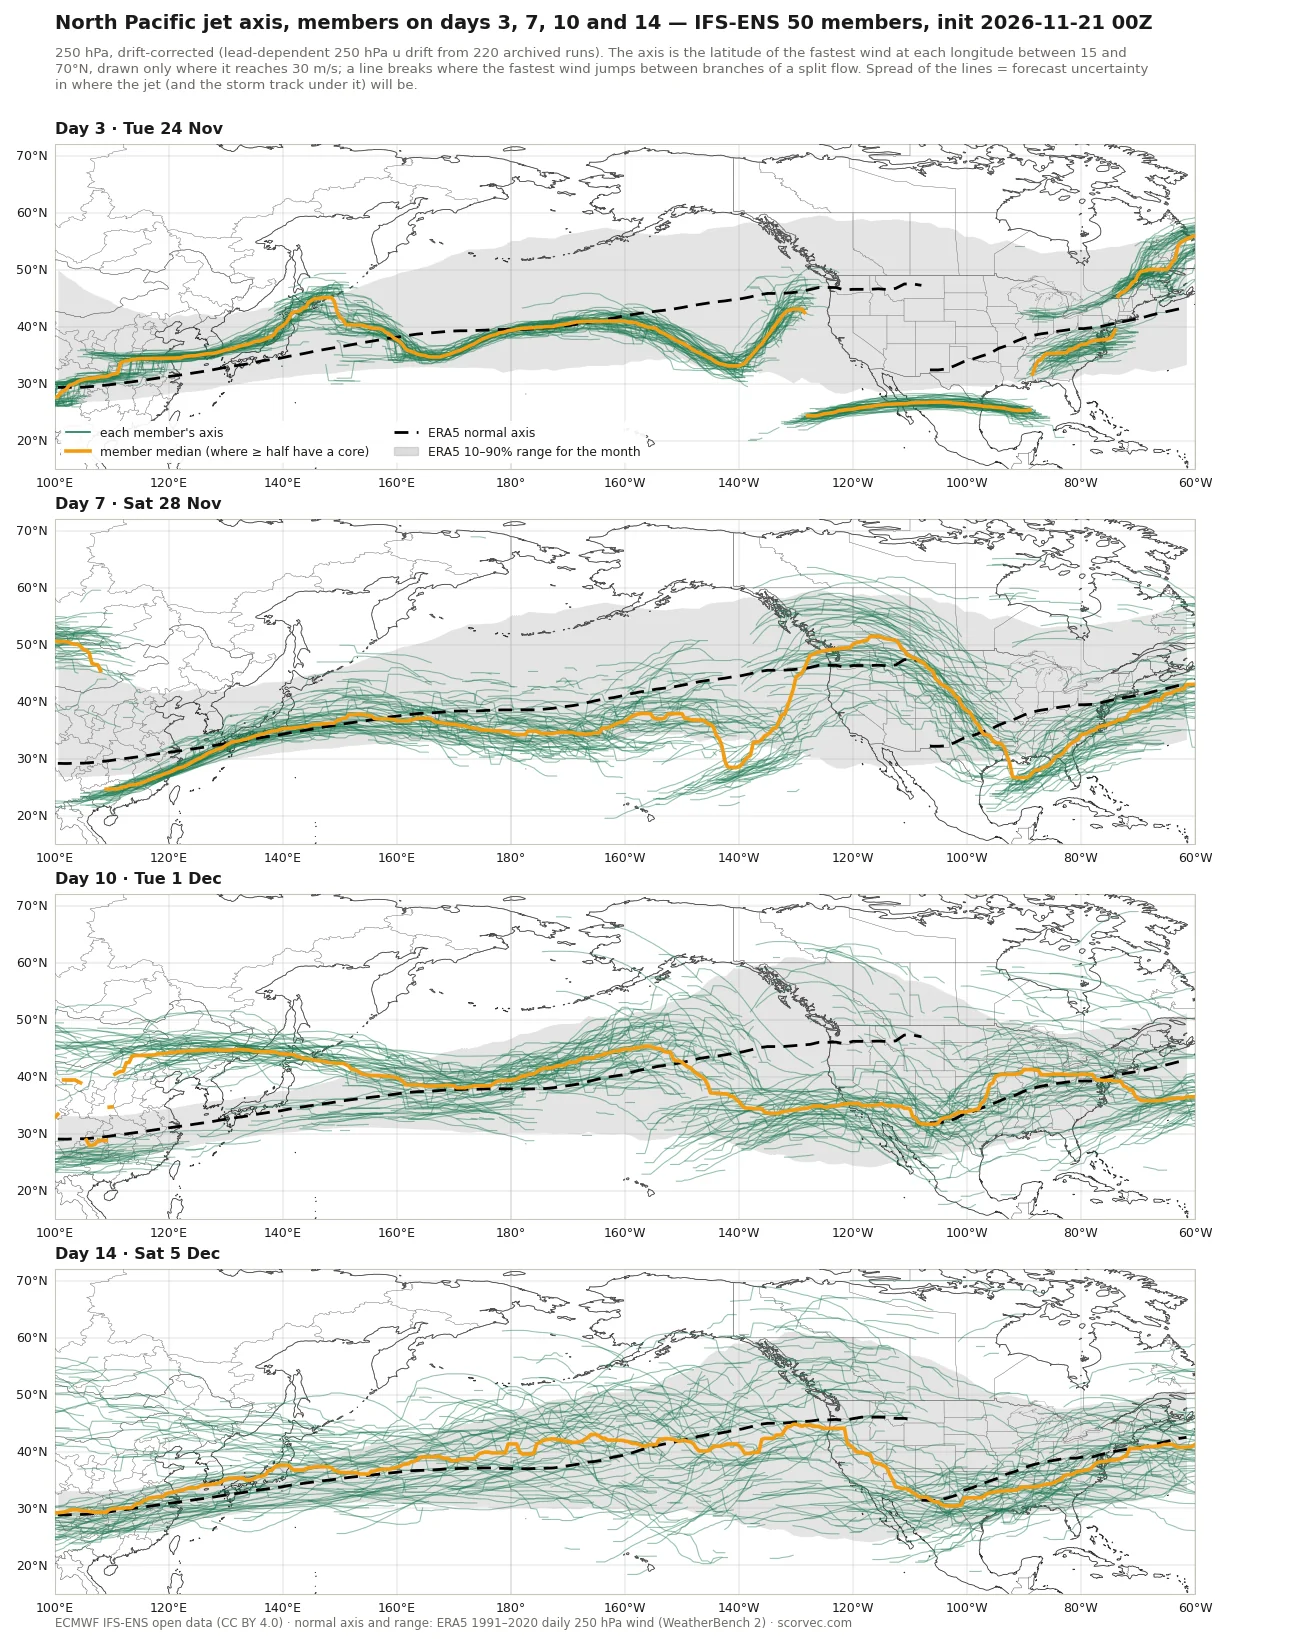 North Pacific jet axis, members on days 3, 7, 10 and 14 — IFS-ENS 50 members, init 2026-11-21 00Z
250 hPa, drift-corrected (lead-dependent 250 hPa u drift from 220 archived runs). The axis is the latitude of the fastest wind at each longitude between 15 and
70°N, drawn only where it reaches 30 m/s; a line breaks where the fastest wind jumps between branches of a split flow. Spread of the lines = forecast uncertainty
in where the jet (and the storm track under it) will be.
Day 3 · Tue 24 Nov
70°N
60°N
50°N
40°N
30°N
20°N
each member's axis
member median (where ≥ half have a core)
ERA5 normal axis
ERA5 10–90% range for the month
100°E 120°E 140°E 160°E 180° 160°W 140°W 120°W 100°W 80°W 60°W
Day 7 · Sat 28 Nov
70°N
60°N
50°N
40°N
30°N
20°N
100°E 120°E 140°E 160°E 180° 160°W 140°W 120°W 100°W 80°W 60°W
Day 10 · Tue 1 Dec
70°N
60°N
50°N
40°N
30°N
20°N
100°E 120°E 140°E 160°E 180° 160°W 140°W 120°W 100°W 80°W 60°W
Day 14 · Sat 5 Dec
70°N
60°N
50°N
40°N
30°N
20°N
100°E 120°E 140°E 160°E 180° 160°W 140°W 120°W 100°W 80°W 60°W
ECMWF IFS-ENS open data (CC BY 4.0) · normal axis and range: ERA5 1991–2020 daily 250 hPa wind (WeatherBench 2) · scorvec.com